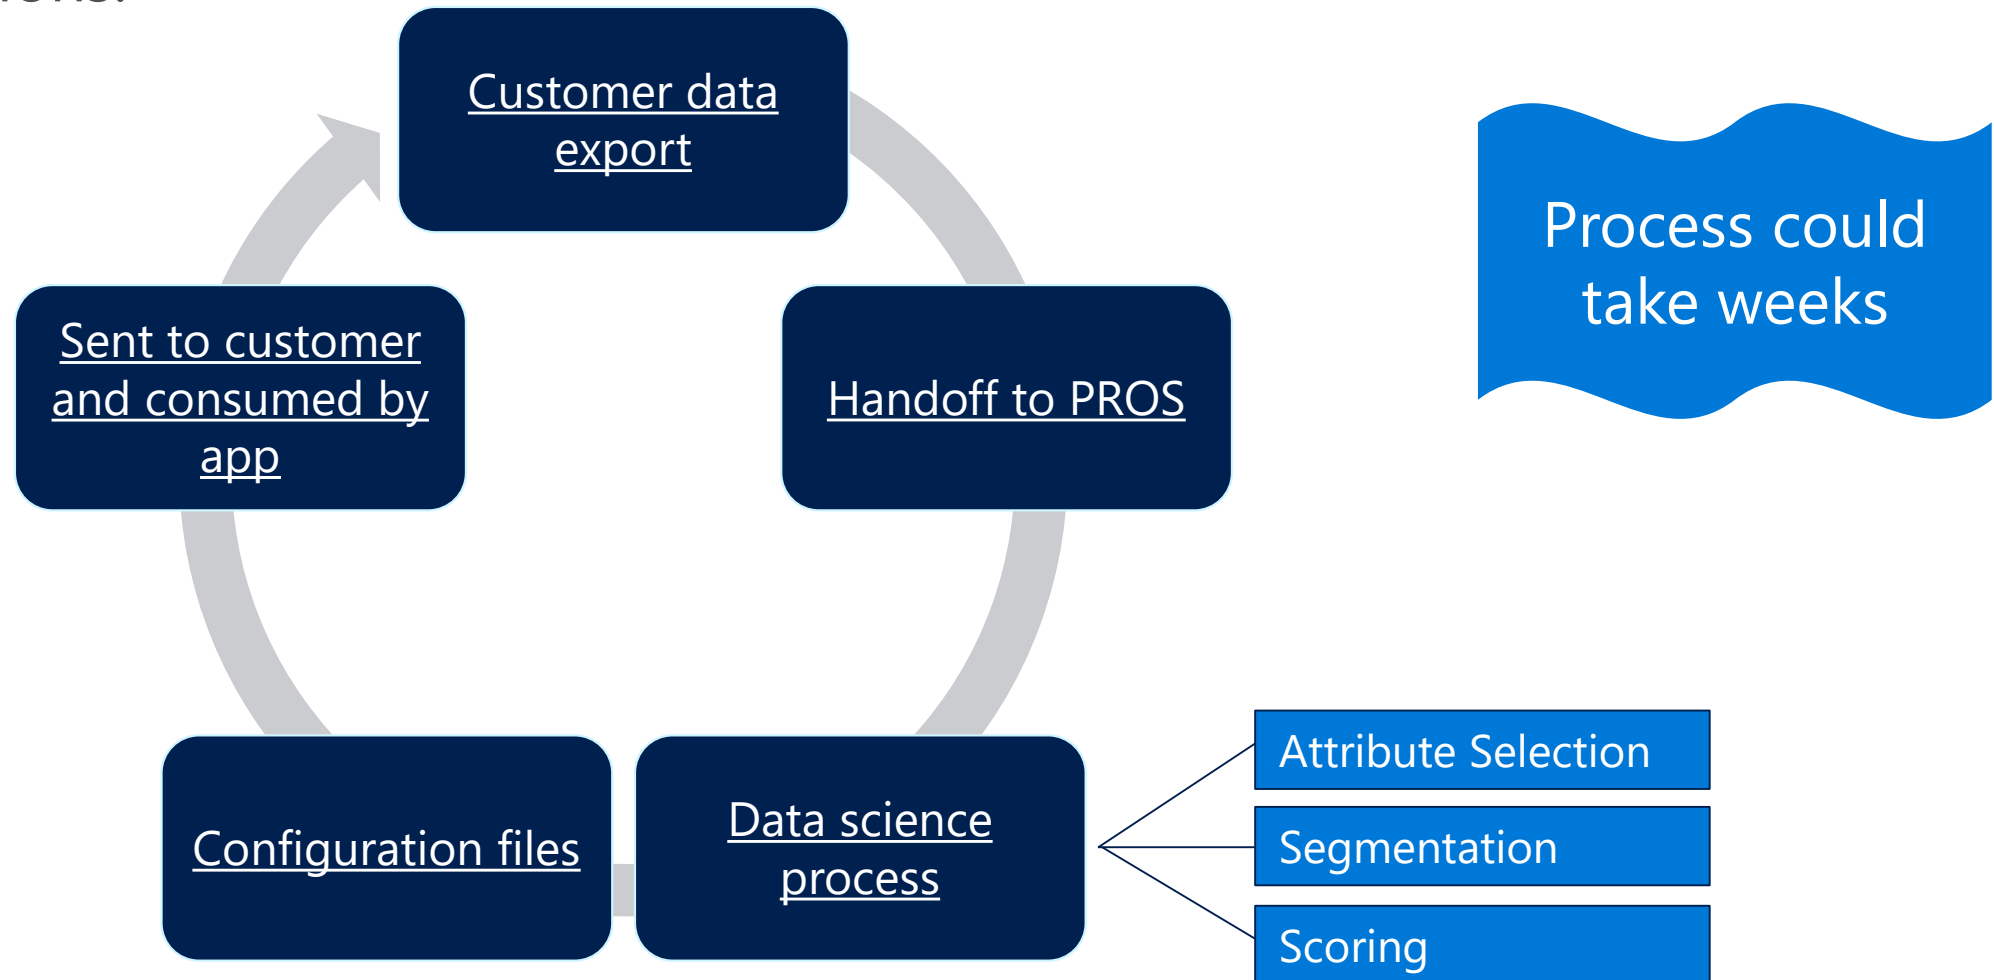 Customer data
export
Process could
take weeks
Sent to customer
and consumed by
app
Handoff to PROS
Configuration files
Data science
process
Attribute Selection
Segmentation
Scoring